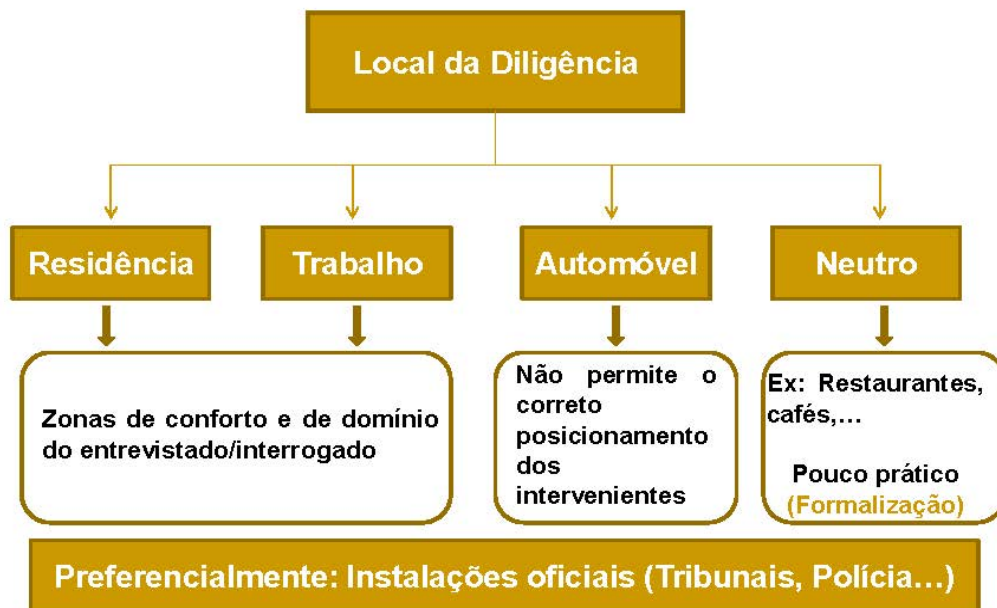 Local da Diligência
Residência
Trabalho
Automóvel
Neutro
Zonas de conforto e de domínio
do entrevistado/interrogado
Não permite o
correto
posicionamento
dos
intervenientes
Ex: Restaurantes,
cafés,…
Pouco prático
(Formalização)
Preferencialmente: Instalações oficiais (Tribunais, Polícia…)